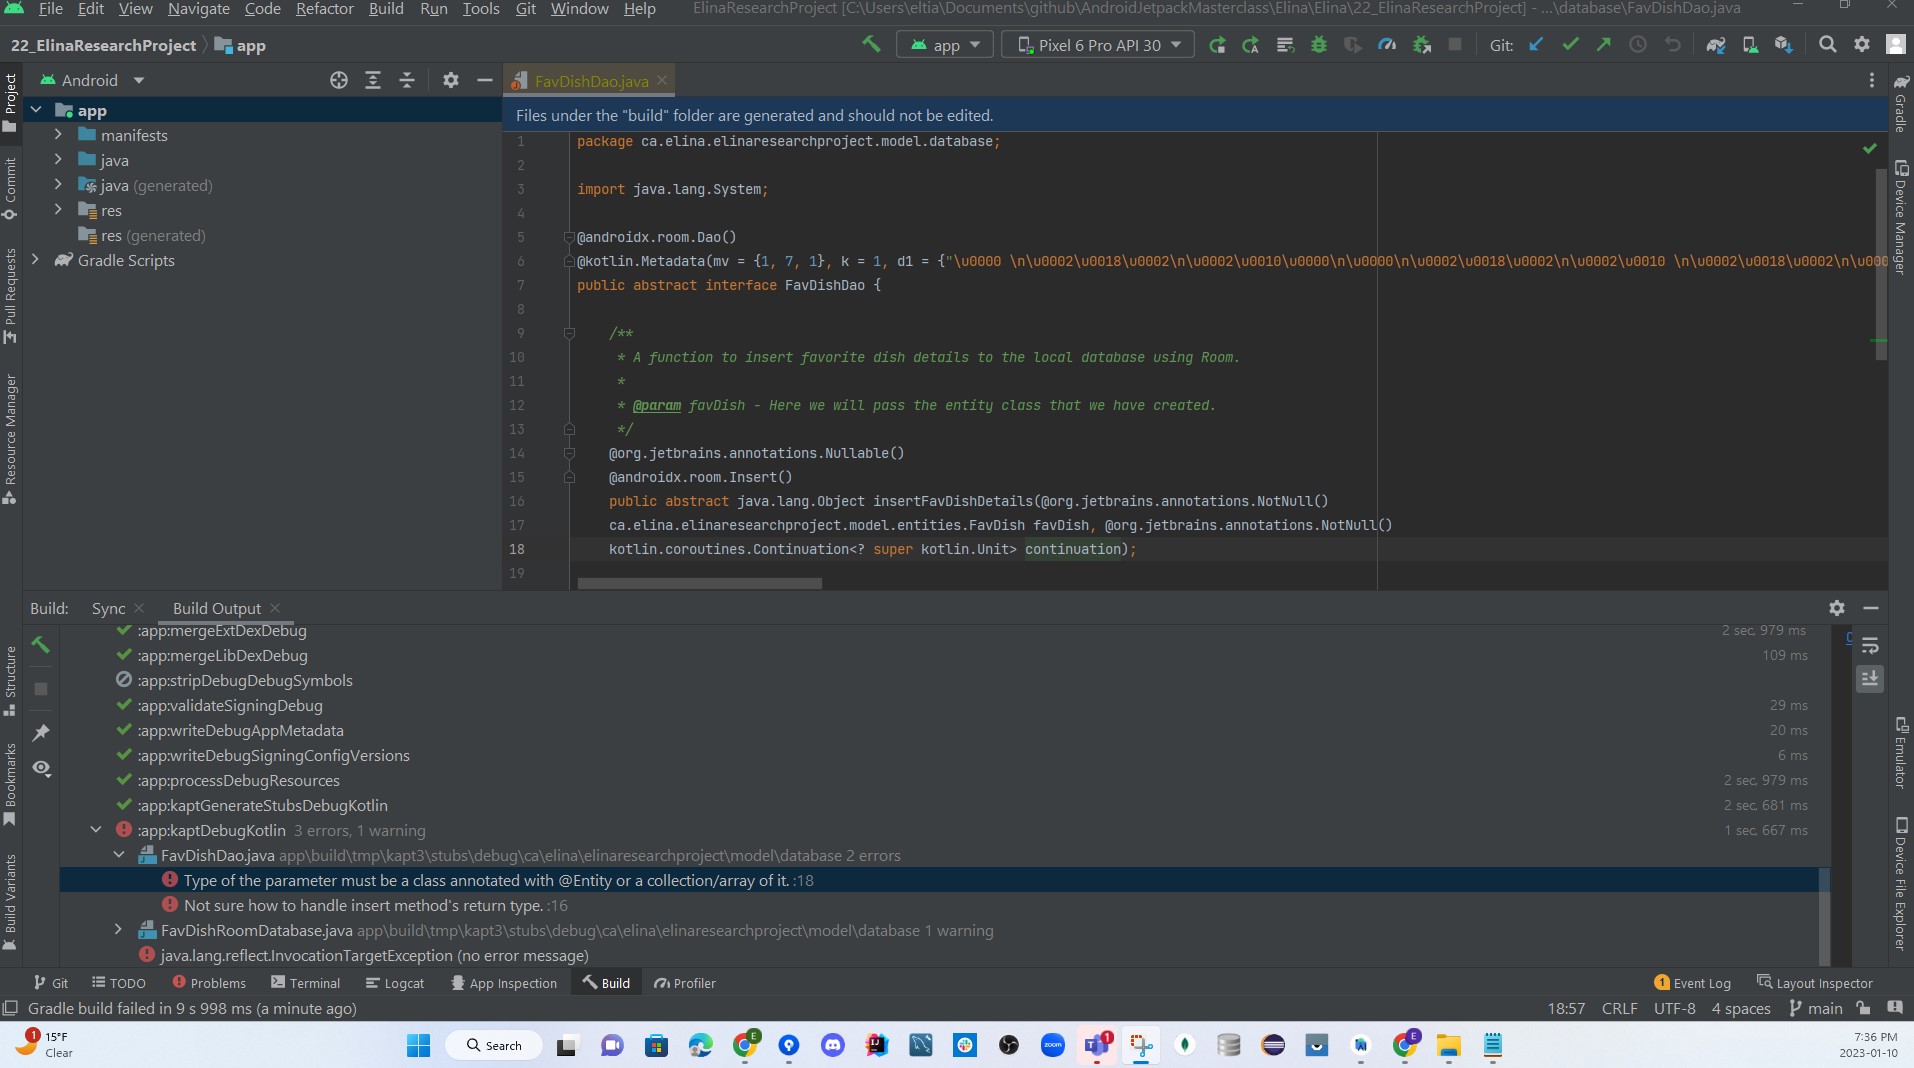 File Edit View Navigate Code Refactor Build Run Tools Git Window Help ElinaResearchProject [C:\Users\eltia\Documents\github\AndroidJetpackMasterclass\Elina\Elina\22_ElinaResearchProject] - ...\database\FavDishDao.java
22_ElinaResearchProject app app Pixel 6 Pro API 30 Git:
Android
FavDishDao.java
Project
Commit
Pull Requests
Resource Manager
Structure
Bookmarks
Build Variants
app
manifests
java
java (generated)
res
res (generated)
Gradle Scripts
Files under the "build" folder are generated and should not be edited.
1 package ca.elina.elinaresearchproject.model.database;
2
3 import java.lang.System;
4
5 @androidx.room.Dao()
6 @kotlin.Metadata(mv = {1, 7, 1}, k = 1, d1 = {"\u0000 \n\u0002\u0018\u0002\n\u0002\u0010\u0000\n\u0000\n\u0002\u0018\u0002\n\u0002\u0010 \n\u0002\u0018\u0002\n\u000
7 public abstract interface FavDishDao {
8
9 /**
10 * A function to insert favorite dish details to the local database using Room.
11 *
12 * @param favDish - Here we will pass the entity class that we have created.
13 */
14 @org.jetbrains.annotations.Nullable()
15 @androidx.room.Insert()
16 public abstract java.lang.Object insertFavDishDetails(@org.jetbrains.annotations.NotNull()
17 ca.elina.elinaresearchproject.model.entities.FavDish favDish, @org.jetbrains.annotations.NotNull()
18 kotlin.coroutines.Continuation<? super kotlin.Unit> continuation);
19
Gradle
Device Manager
Emulator
Device File Explorer
Build: Sync Build Output
:app:mergeExtDexDebug 2 sec, 979 ms
:app:mergeLibDexDebug 109 ms
:app:stripDebugDebugSymbols
:app:validateSigningDebug 29 ms
:app:writeDebugAppMetadata 20 ms
:app:writeDebugSigningConfigVersions 6 ms
:app:processDebugResources 2 sec, 979 ms
:app:kaptGenerateStubsDebugKotlin 2 sec, 681 ms
:app:kaptDebugKotlin 3 errors, 1 warning 1 sec, 667 ms
FavDishDao.java app\build\tmp\kapt3\stubs\debug\ca\elina\elinaresearchproject\model\database 2 errors
Type of the parameter must be a class annotated with @Entity or a collection/array of it. :18
Not sure how to handle insert method's return type. :16
FavDishRoomDatabase.java app\build\tmp\kapt3\stubs\debug\ca\elina\elinaresearchproject\model\database 1 warning
java.lang.reflect.InvocationTargetException (no error message)
Git TODO Problems Terminal Logcat App Inspection Build Profiler 1 Event Log Layout Inspector
Gradle build failed in 9 s 998 ms (a minute ago) 18:57 CRLF UTF-8 4 spaces main
1 15°F
Clear
Search
E
zoom
1
E
7:36 PM
2023-01-10